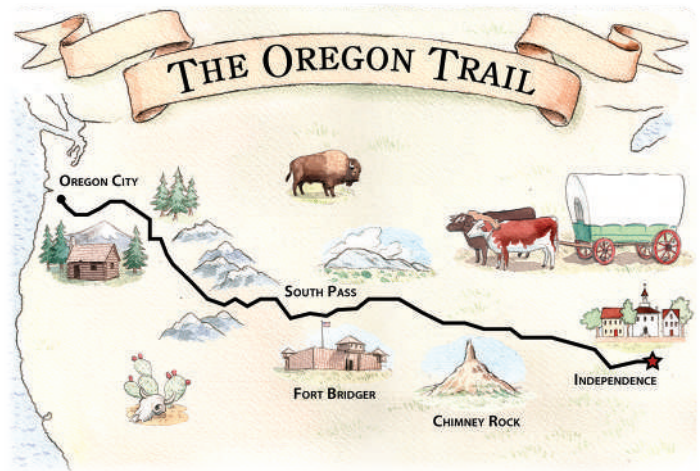 THE OREGON TRAIL
OREGON CITY
SOUTH PASS
FORT BRIDGER
CHIMNEY ROCK
INDEPENDENCE